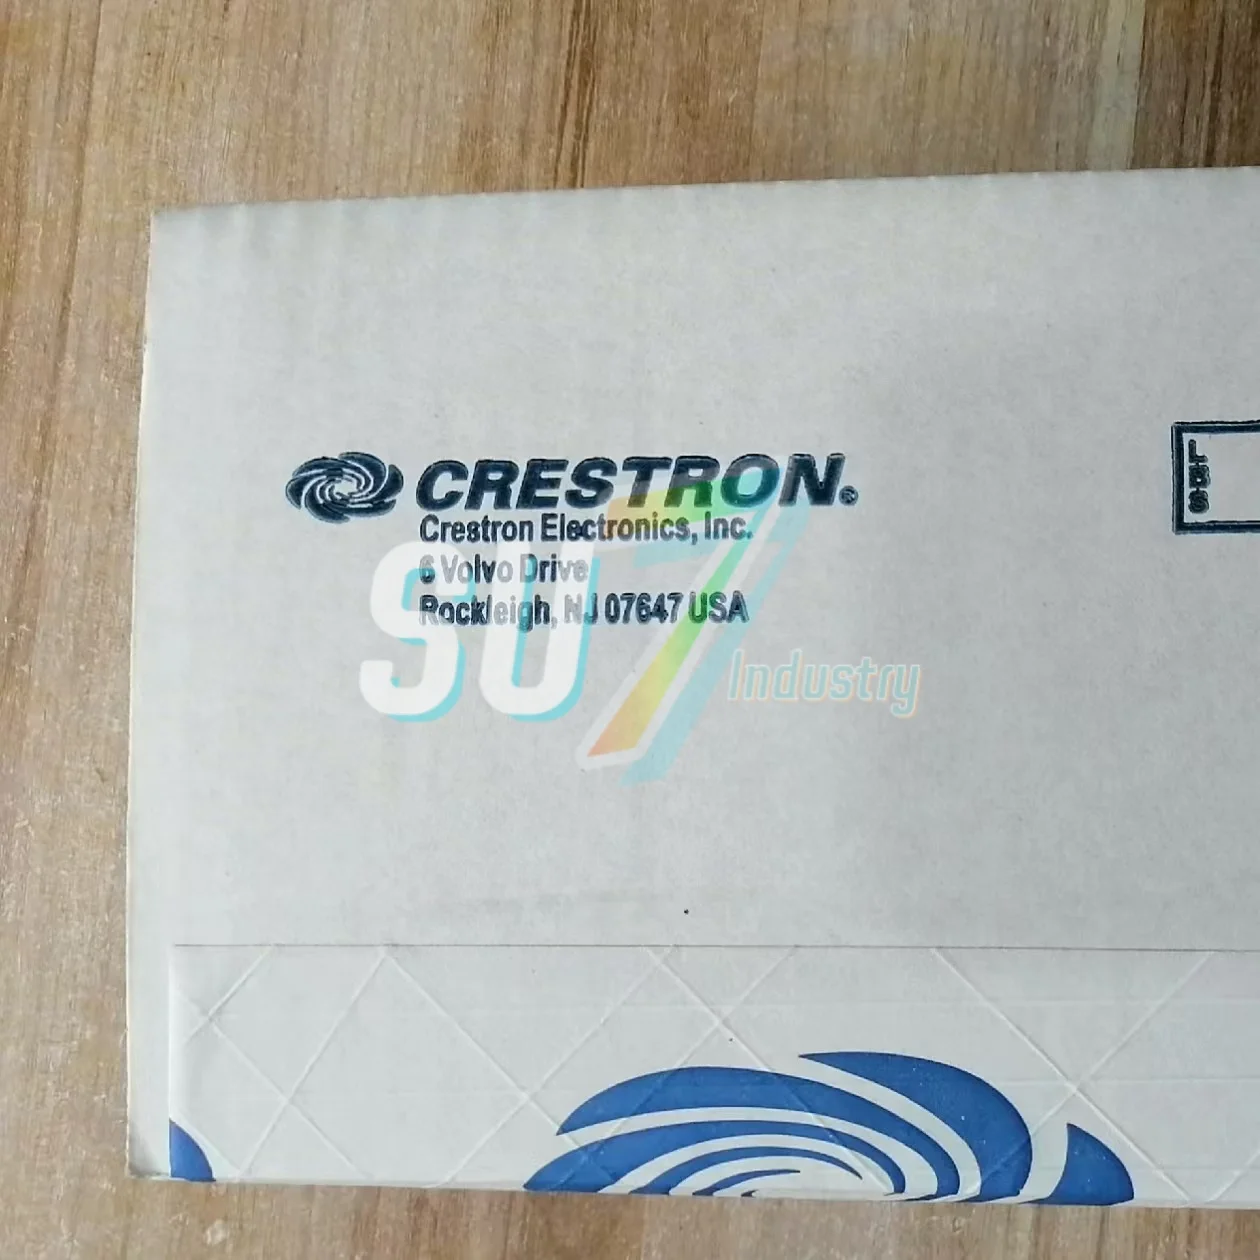 CRESTRON®
Crestron Electronics, Inc.
6 Volvo Drive
Rockleigh, NJ 07647 USA
SU7
Industry